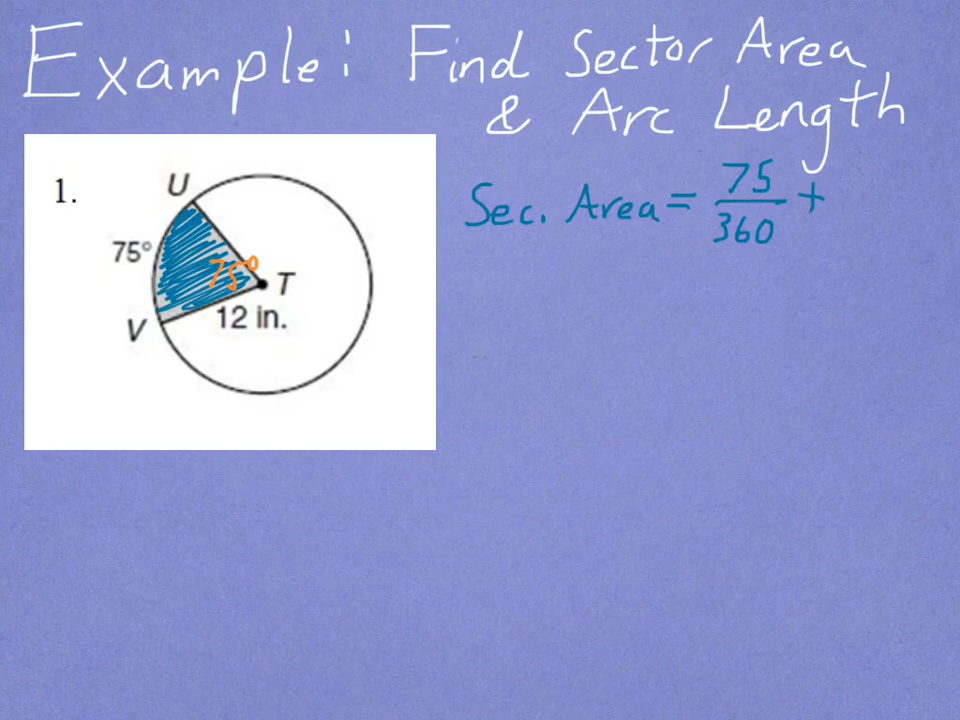 Example: Find Sector Area
& Arc Length
1.
U
75°
75°
T
12 in.
V
Sec. Area = 75/360 +